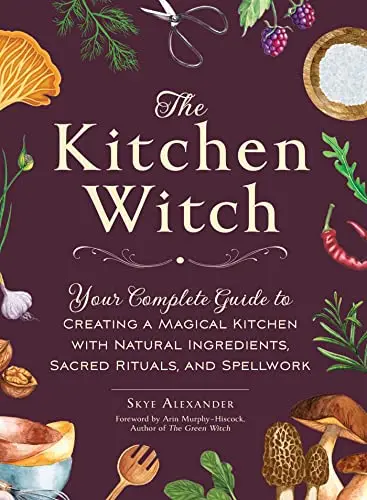 The
Kitchen
Witch
Your Complete Guide to
Creating a Magical Kitchen
with Natural Ingredients,
Sacred Rituals, and Spellwork
Skye Alexander
Foreword by Arin Murphy-Hiscock,
Author of The Green Witch